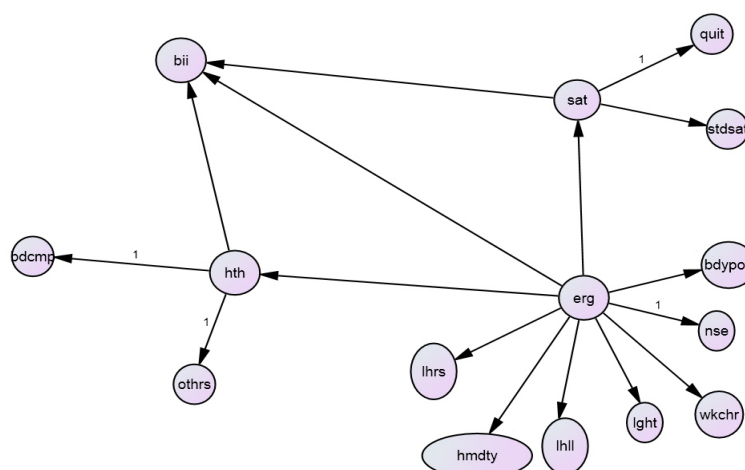 quit
bii
1
sat
stdsat
bdcmp
1
hth
bdypo
erg
1
nse
1
lhrs
othrs
lght
wkchr
hmdty
lhll